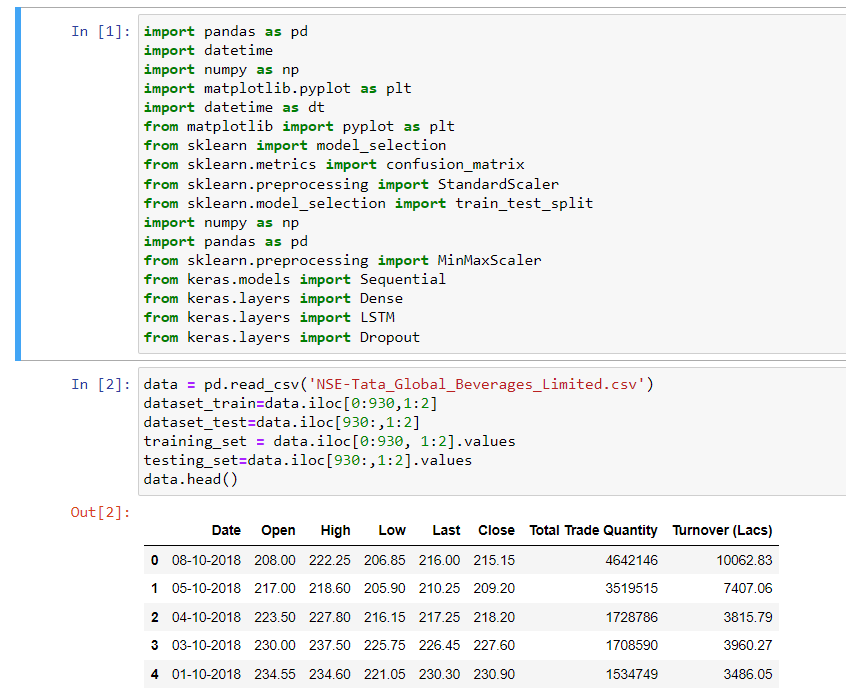 In [1]: import pandas as pd
import datetime
import numpy as np
import matplotlib.pyplot as plt
import datetime as dt
from matplotlib import pyplot as plt
from sklearn import model_selection
from sklearn.metrics import confusion_matrix
from sklearn.preprocessing import StandardScaler
from sklearn.model_selection import train_test_split
import numpy as np
import pandas as pd
from sklearn.preprocessing import MinMaxScaler
from keras.models import Sequential
from keras.layers import Dense
from keras.layers import LSTM
from keras.layers import Dropout
In [2]: data = pd.read_csv('NSE-Tata_Global_Beverages_Limited.csv')
dataset_train=data.iloc[0:930,1:2]
dataset_test=data.iloc[930:,1:2]
training_set = data.iloc[0:930, 1:2].values
testing_set=data.iloc[930:,1:2].values
data.head()
Out[2]:
Date Open High Low Last Close Total Trade Quantity Turnover (Lacs)
0 08-10-2018 208.00 222.25 206.85 216.00 215.15 4642146 10062.83
1 05-10-2018 217.00 218.60 205.90 210.25 209.20 3519515 7407.06
2 04-10-2018 223.50 227.80 216.15 217.25 218.20 1728786 3815.79
3 03-10-2018 230.00 237.50 225.75 226.45 227.60 1708590 3960.27
4 01-10-2018 234.55 234.60 221.05 230.30 230.90 1534749 3486.05